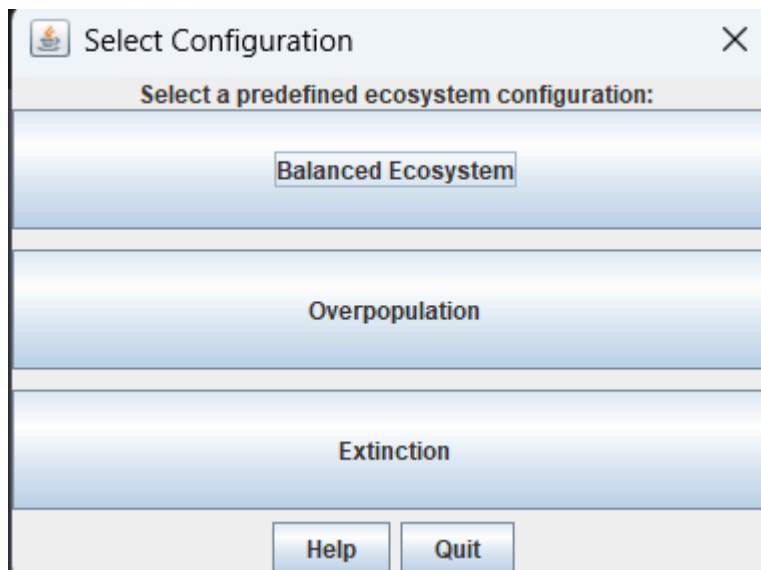 Select Configuration
Select a predefined ecosystem configuration:
Balanced Ecosystem
Overpopulation
Extinction
Help Quit